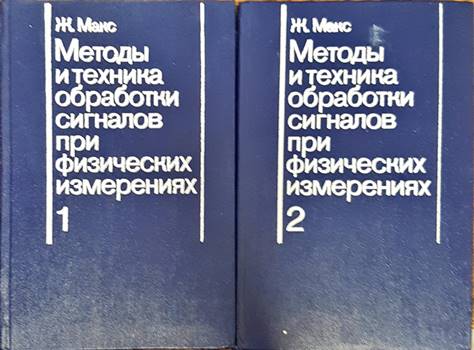 Ж. Макс
Методы
и техника
обработки
сигналов
при
физических
измерениях
1
Ж. Макс
Методы
и техника
обработки
сигналов
при
физических
измерениях
2